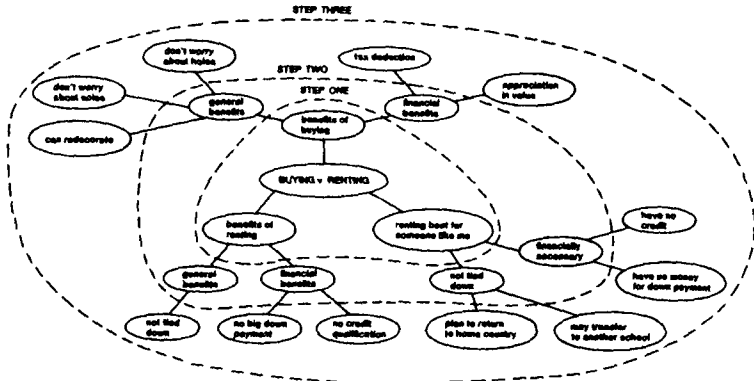 STEP THREE
don't worry
about holes
tax deduction
STEP TWO
don't worry
about noise
general
benefits
STEP ONE
financial
benefits
appreciation
in value
benefits of
buying
can redecorate
BUYING v RENTING
benefits of
renting
renting best for
someone like me
have no
credit
financially
necessary
general
benefits
financial
benefits
not tied
down
have no money
for down payment
not tied
down
no big down
payment
no credit
qualification
plan to return
to home country
may transfer
to another school